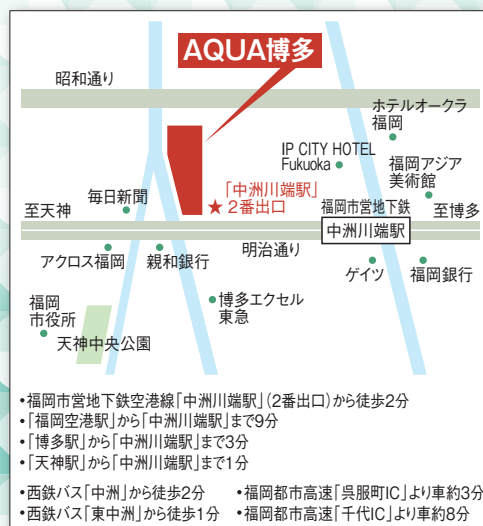 AQUA博多
昭和通り
ホテルオークラ
福岡
IP CITY HOTEL
Fukuoka
福岡アジア
美術館
「中洲川端駅」
★ 2番出口
毎日新聞
至天神
福岡市営地下鉄
中洲川端駅
至博多
明治通り
アクロス福岡
親和銀行
ゲイツ
福岡銀行
博多エクセル
東急
福岡
市役所
天神中央公園
•福岡市営地下鉄空港線「中洲川端駅」(2番出口)から徒歩2分
•「福岡空港駅」から「中洲川端駅」まで9分
•「博多駅」から「中洲川端駅」まで3分
•「天神駅」から「中洲川端駅」まで1分
•西鉄バス「中洲」から徒歩2分 •福岡都市高速「呉服町IC」より車約3分
•西鉄バス「東中洲」から徒歩1分 •福岡都市高速「千代IC」より車約8分